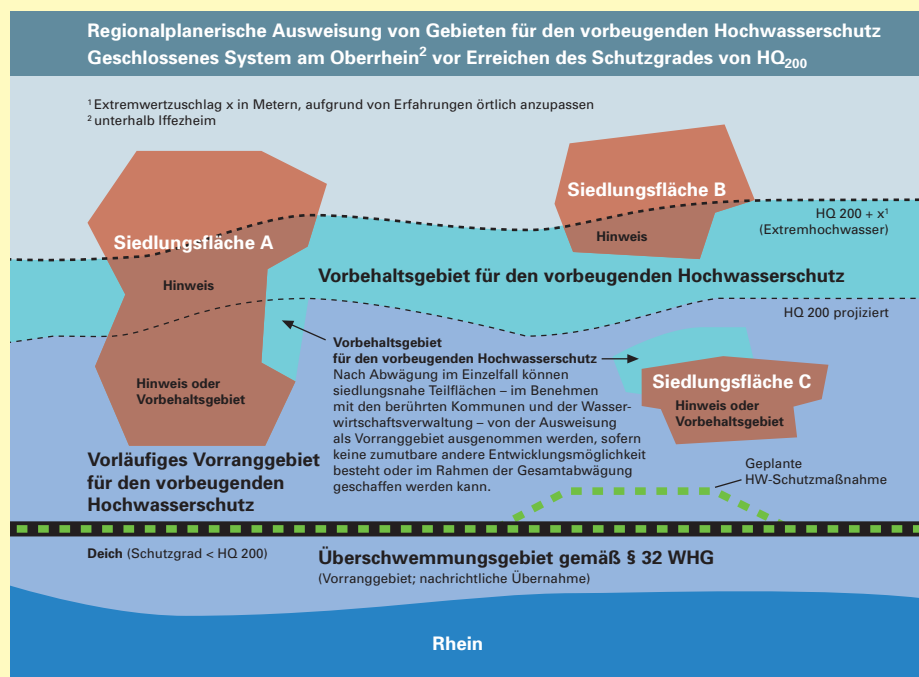 Regionalplanerische Ausweisung von Gebieten für den vorbeugenden Hochwasserschutz
Geschlossenes System am Oberrhein² vor Erreichen des Schutzgrades von HQ₂₀₀
¹ Extremwertzuschlag x in Metern, aufgrund von Erfahrungen örtlich anzupassen
² unterhalb Iffezheim
Siedlungsfläche A
Hinweis
Hinweis oder
Vorbehaltsgebiet
Siedlungsfläche B
Hinweis
HQ 200 + x¹
(Extremhochwasser)
Vorbehaltsgebiet für den vorbeugenden Hochwasserschutz
HQ 200 projiziert
Vorbehaltsgebiet
für den vorbeugenden Hochwasserschutz
Nach Abwägung im Einzelfall können
siedlungsnahe Teilflächen – im Benehmen
mit den berührten Kommunen und der Wasser-
wirtschaftsverwaltung – von der Ausweisung
als Vorranggebiet ausgenommen werden, sofern
keine zumutbare andere Entwicklungsmöglichkeit
besteht oder im Rahmen der Gesamtabwägung
geschaffen werden kann.
Siedlungsfläche C
Hinweis oder
Vorbehaltsgebiet
Vorläufiges Vorranggebiet
für den vorbeugenden
Hochwasserschutz
Geplante
HW-Schutzmaßnahme
Deich (Schutzgrad < HQ 200)
Überschwemmungsgebiet gemäß § 32 WHG
(Vorranggebiet; nachrichtliche Übernahme)
Rhein